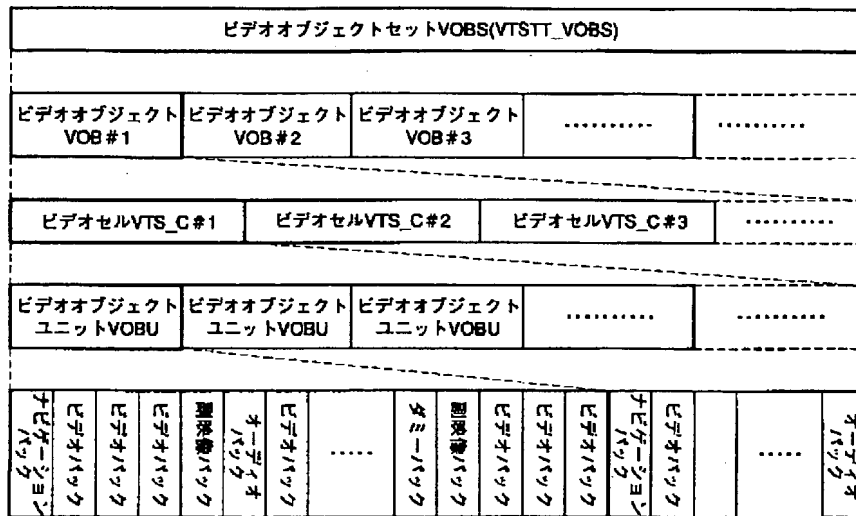 ビデオオブジェクトセットVOBS(VTSTT_VOBS)
ビデオオブジェクト
VOB#1
ビデオオブジェクト
VOB#2
ビデオオブジェクト
VOB#3
..........
..........
ビデオセルVTS_C#1
ビデオセルVTS_C#2
ビデオセルVTS_C#3
..........
ビデオオブジェクト
ユニットVOBU
ビデオオブジェクト
ユニットVOBU
ビデオオブジェクト
ユニットVOBU
..........
..........
ナビゲーション
パック
ビデオパック
ビデオパック
ビデオパック
副映像パック
オーディオ
パック
ビデオパック
.....
ダミーパック
副映像パック
ビデオパック
ビデオパック
ビデオパック
ナビゲーション
パック
ビデオパック
.....
オーディオ
パック